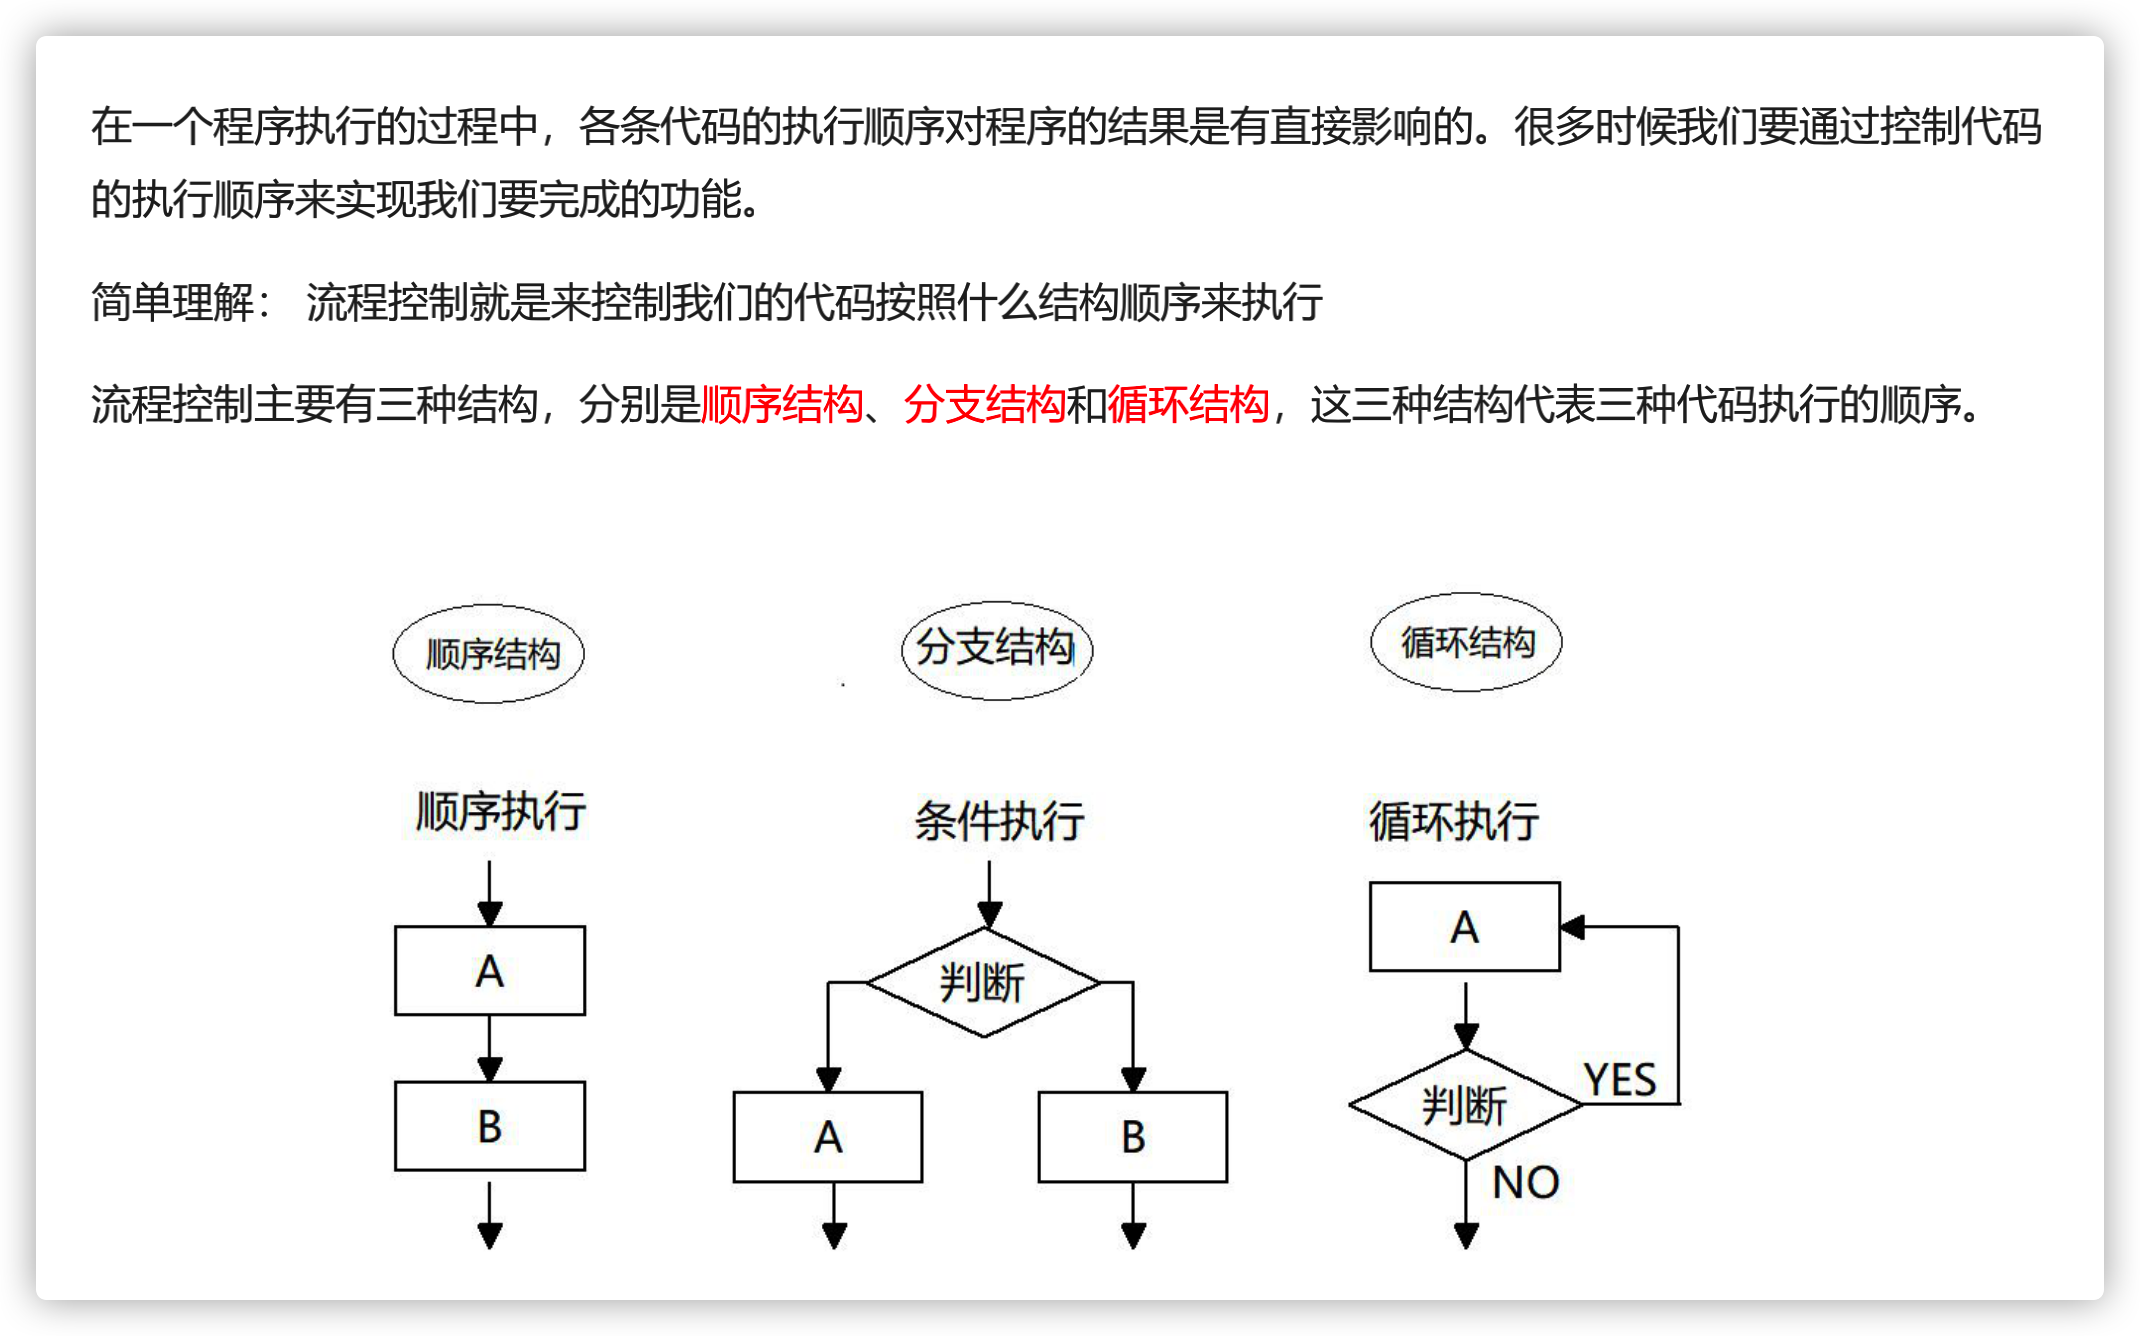 在一个程序执行的过程中，各条代码的执行顺序对程序的结果是有直接影响的。很多时候我们要通过控制代码
的执行顺序来实现我们要完成的功能。
简单理解： 流程控制就是来控制我们的代码按照什么结构顺序来执行
流程控制主要有三种结构，分别是顺序结构、分支结构和循环结构，这三种结构代表三种代码执行的顺序。
顺序结构
分支结构
循环结构
顺序执行
条件执行
循环执行
A
判断
A
B
A
B
判断
YES
NO